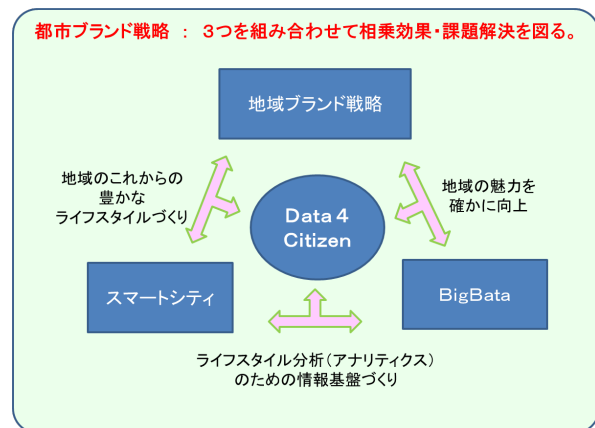 都市ブランド戦略 ： ３つを組み合わせて相乗効果・課題解決を図る。
地域ブランド戦略
地域のこれからの
豊かな
ライフスタイルづくり
地域の魅力を
確かに向上
Data４
Citizen
スマートシティ
BigBata
ライフスタイル分析（アナリティクス）
のための情報基盤づくり